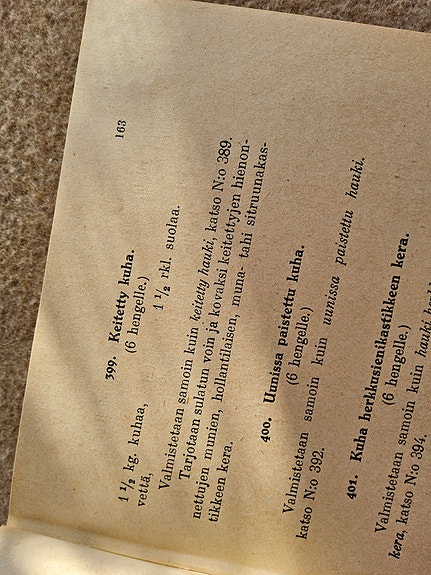 163
399. Keitetty kuha.
(6 hengelle.)
1 1/2 kg. kuhaa,
1 1/2 rkl. suolaa.
vettä,
Valmistetaan samoin kuin keitetty hauki, katso N:o 389.
Tarjotaan sulatun voin ja kovaksi keitettyjen hienon-
nettujen munien, hollantilaisen, muna- tahi sitruunakas-
tikkeen kera.
400. Uunissa paistettu kuha.
(6 hengelle.)
Valmistetaan samoin kuin uunissa paistettu hauki,
katso N:o 392.
401. Kuha herkkusienikastikkeen kera.
(6 hengelle.)
Valmistetaan samoin kuin hauki
kera, katso N:o 394.